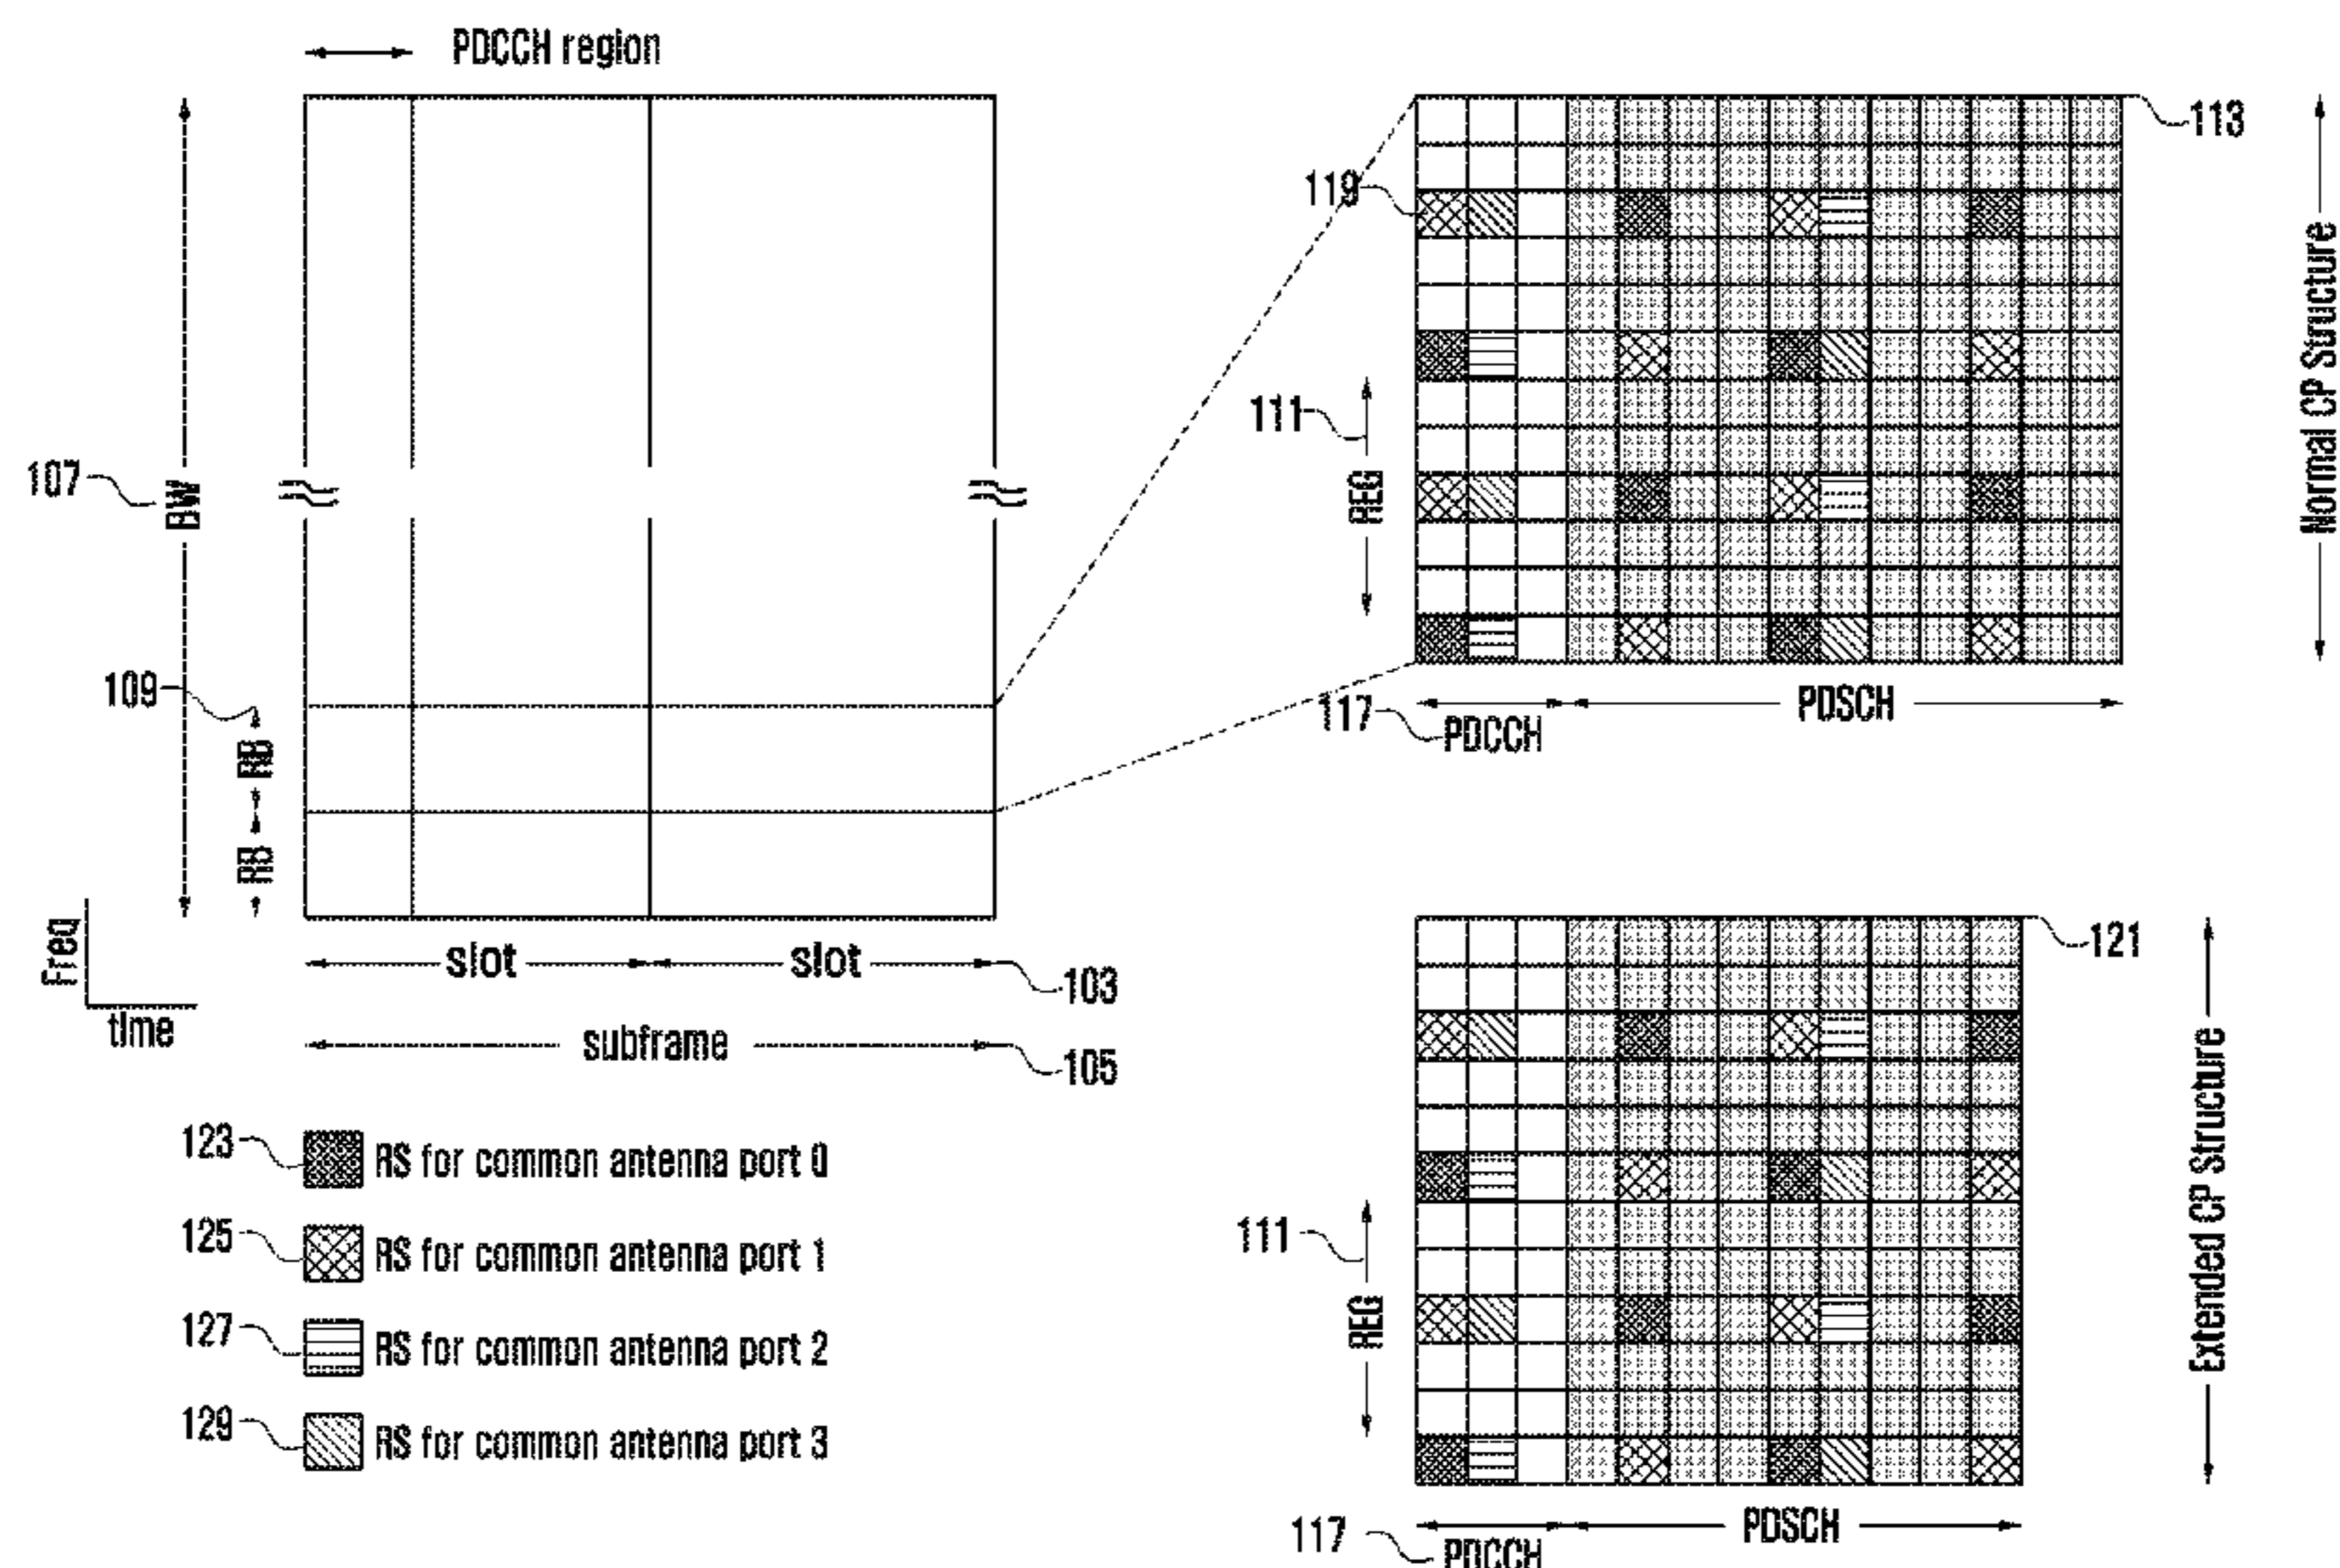 PDCCH region
107
BW
109
RB
RB
Freq
time
slot
slot
103
subframe
105
123
RS for common antenna port 0
125
RS for common antenna port 1
127
RS for common antenna port 2
129
RS for common antenna port 3
113
119
111
REG
Normal CP Structure
117
PDCCH
PDSCH
121
111
REG
Extended CP Structure
117
PDCCH
PDSCH